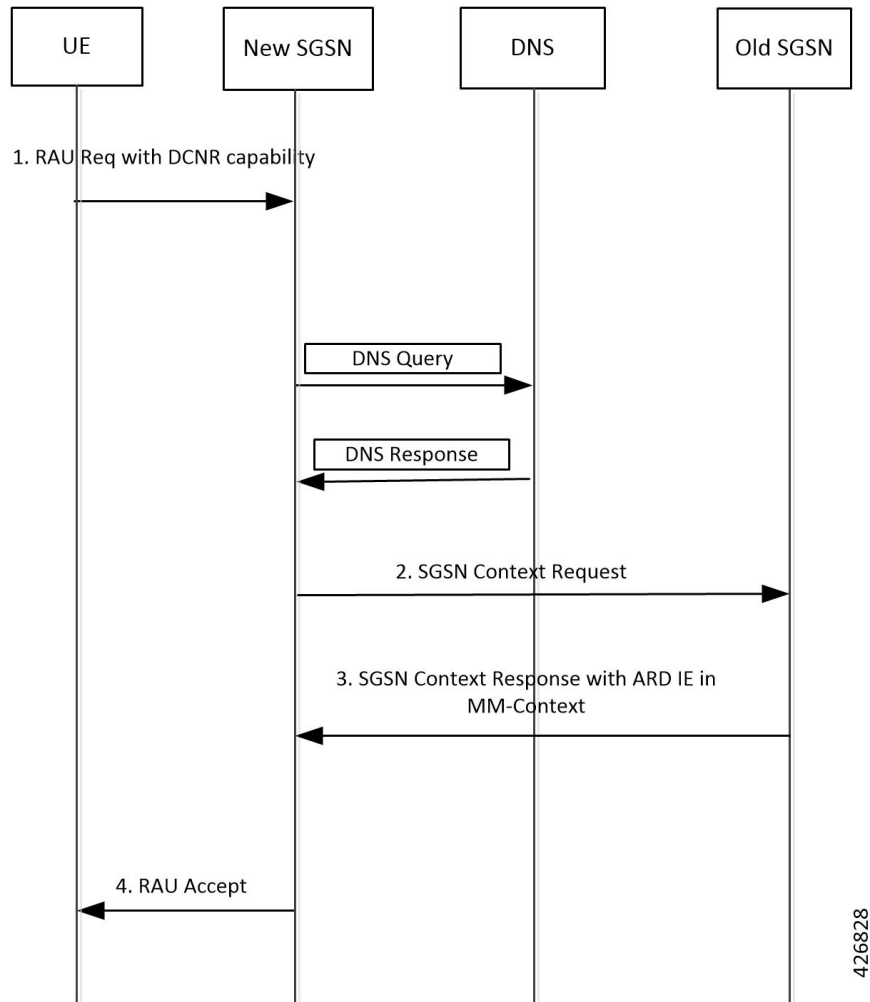 UE
New SGSN
DNS
Old SGSN
1. RAU Req with DCNR capability
DNS Query
DNS Response
2. SGSN Context Request
3. SGSN Context Response with ARD IE in
MM-Context
4. RAU Accept
426828